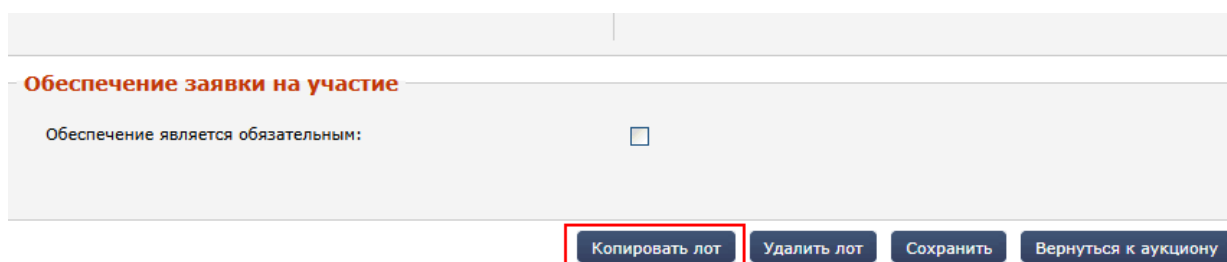 Обеспечение заявки на участие
Обеспечение является обязательным:
Копировать лот Удалить лот Сохранить Вернуться к аукциону